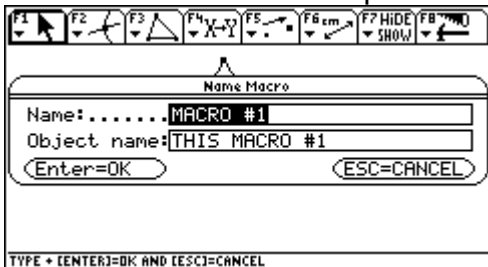 F1 F2 F3 F4 X→Y F5 F6 cm F7 HiDE SHOW F8
Name Macro
Name:.......MACRO #1
Object name:THIS MACRO #1
(Enter=OK) (ESC=CANCEL)
TYPE + [ENTER]=OK AND [ESC]=CANCEL